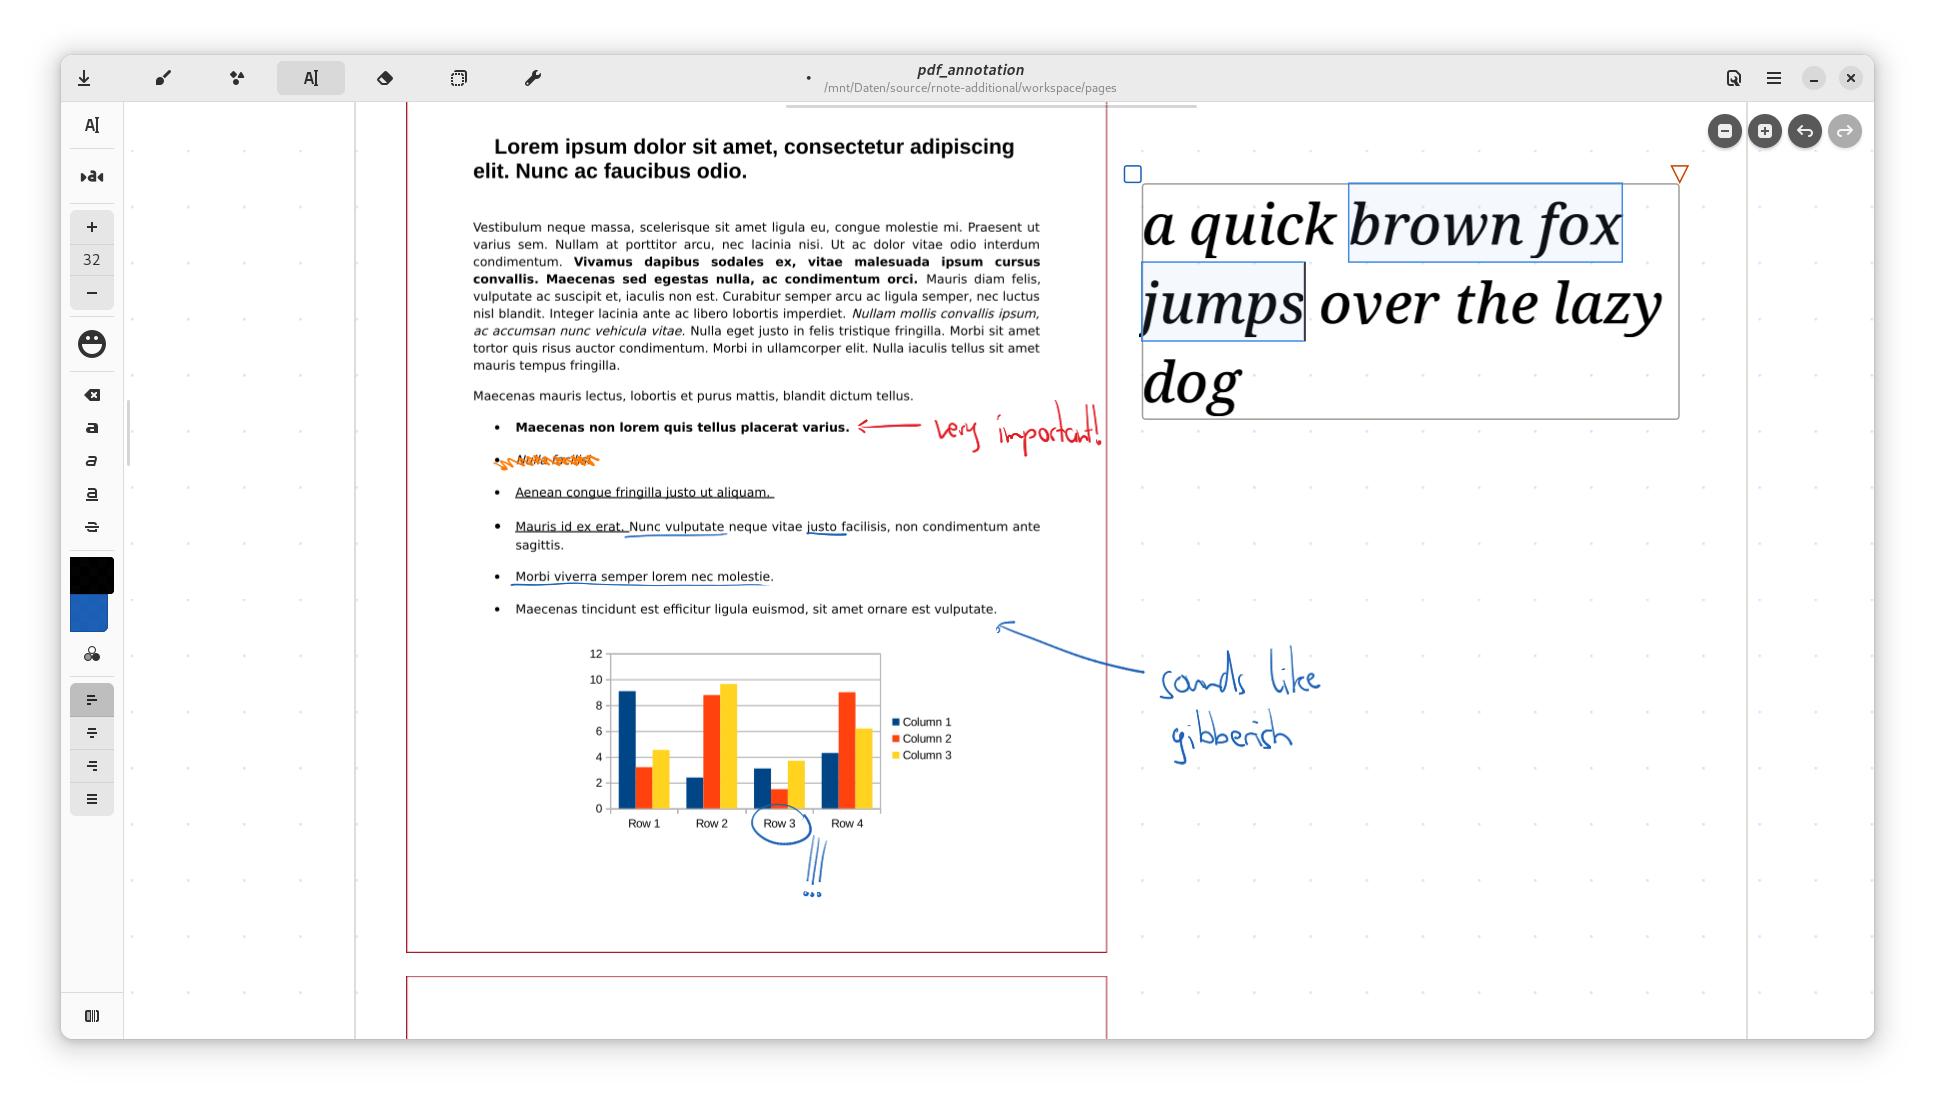 pdf_annotation
/mnt/Daten/source/rnote-additional/workspace/pages
32
Lorem ipsum dolor sit amet, consectetur adipiscing
elit. Nunc ac faucibus odio.
Vestibulum neque massa, scelerisque sit amet ligula eu, congue molestie mi. Praesent ut
varius sem. Nullam at porttitor arcu, nec lacinia nisi. Ut ac dolor vitae odio interdum
condimentum. Vivamus dapibus sodales ex, vitae malesuada ipsum cursus
convallis. Maecenas sed egestas nulla, ac condimentum orci. Mauris diam felis,
vulputate ac suscipit et, iaculis non est. Curabitur semper arcu ac ligula semper, nec luctus
nisl blandit. Integer lacinia ante ac libero lobortis imperdiet. Nullam mollis convallis ipsum,
ac accumsan nunc vehicula vitae. Nulla eget justo in felis tristique fringilla. Morbi sit amet
tortor quis risus auctor condimentum. Morbi in ullamcorper elit. Nulla iaculis tellus sit amet
mauris tempus fringilla.
Maecenas mauris lectus, lobortis et purus mattis, blandit dictum tellus.
• Maecenas non lorem quis tellus placerat varius.
very important!
• Nulla facilisi.
• Aenean congue fringilla justo ut aliquam.
• Mauris id ex erat. Nunc vulputate neque vitae justo facilisis, non condimentum ante
sagittis.
• Morbi viverra semper lorem nec molestie.
• Maecenas tincidunt est efficitur ligula euismod, sit amet ornare est vulputate.
12
10
8
6
4
2
0
Row 1 Row 2 Row 3 Row 4
Column 1
Column 2
Column 3
!!!
a quick brown fox
jumps over the lazy
dog
sounds like
gibberish